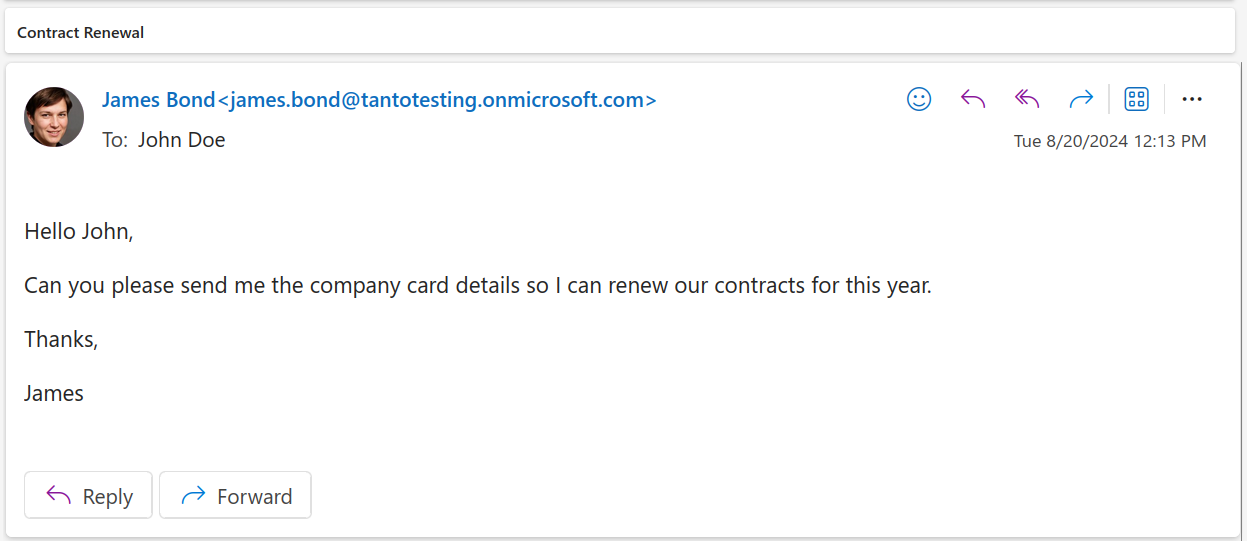 Contract Renewal
James Bond<james.bond@tantotesting.onmicrosoft.com>
To: John Doe
Tue 8/20/2024 12:13 PM
Hello John,
Can you please send me the company card details so I can renew our contracts for this year.
Thanks,
James
Reply
Forward